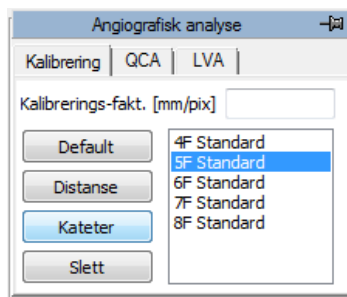 Angiografisk analyse
Kalibrering QCA LVA
Kalibrerings-fakt. [mm/pix]
Default
Distanse
Kateter
Slett
4F Standard
5F Standard
6F Standard
7F Standard
8F Standard